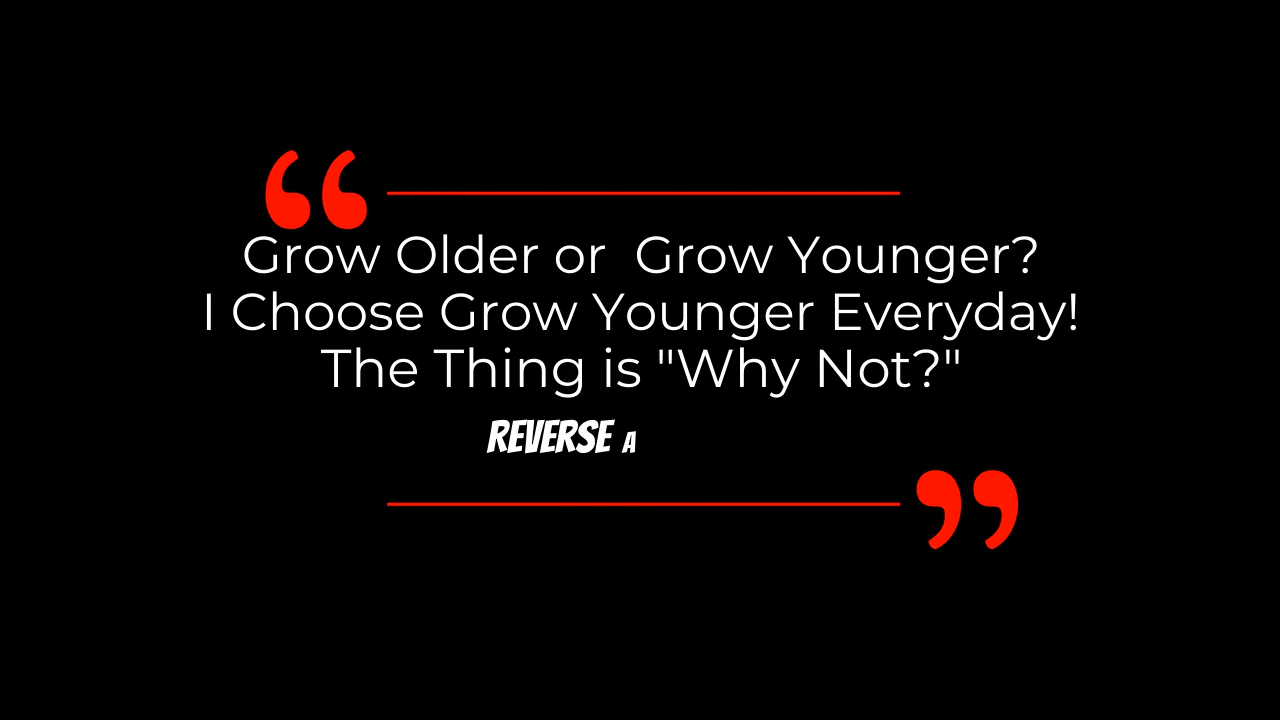 Grow Older or  Grow Younger?
I Choose Grow Younger Everyday!
The Thing is "Why Not?"
REVERSE A